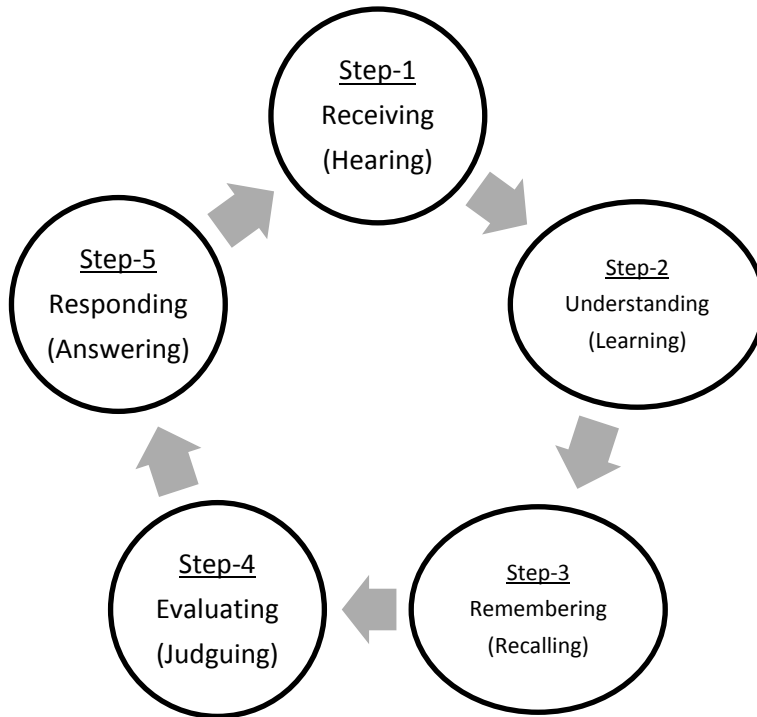 Step-1
Receiving
(Hearing)
Step-2
Understanding
(Learning)
Step-3
Remembering
(Recalling)
Step-4
Evaluating
(Judguing)
Step-5
Responding
(Answering)